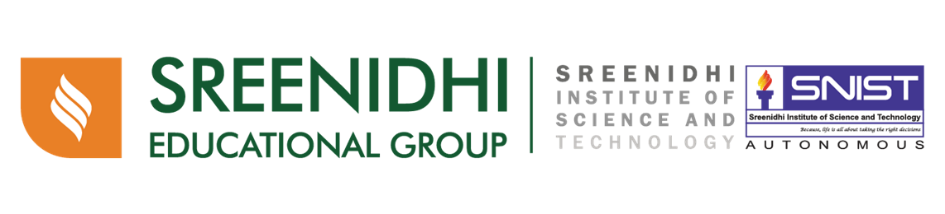 SREENIDHI
EDUCATIONAL GROUP
SREENIDHI
INSTITUTE OF
SCIENCE AND
TECHNOLOGY
SNIST
Sreenidhi Institute of Science and Technology
Because, life is all about taking the right decisions
AUTONOMOUS